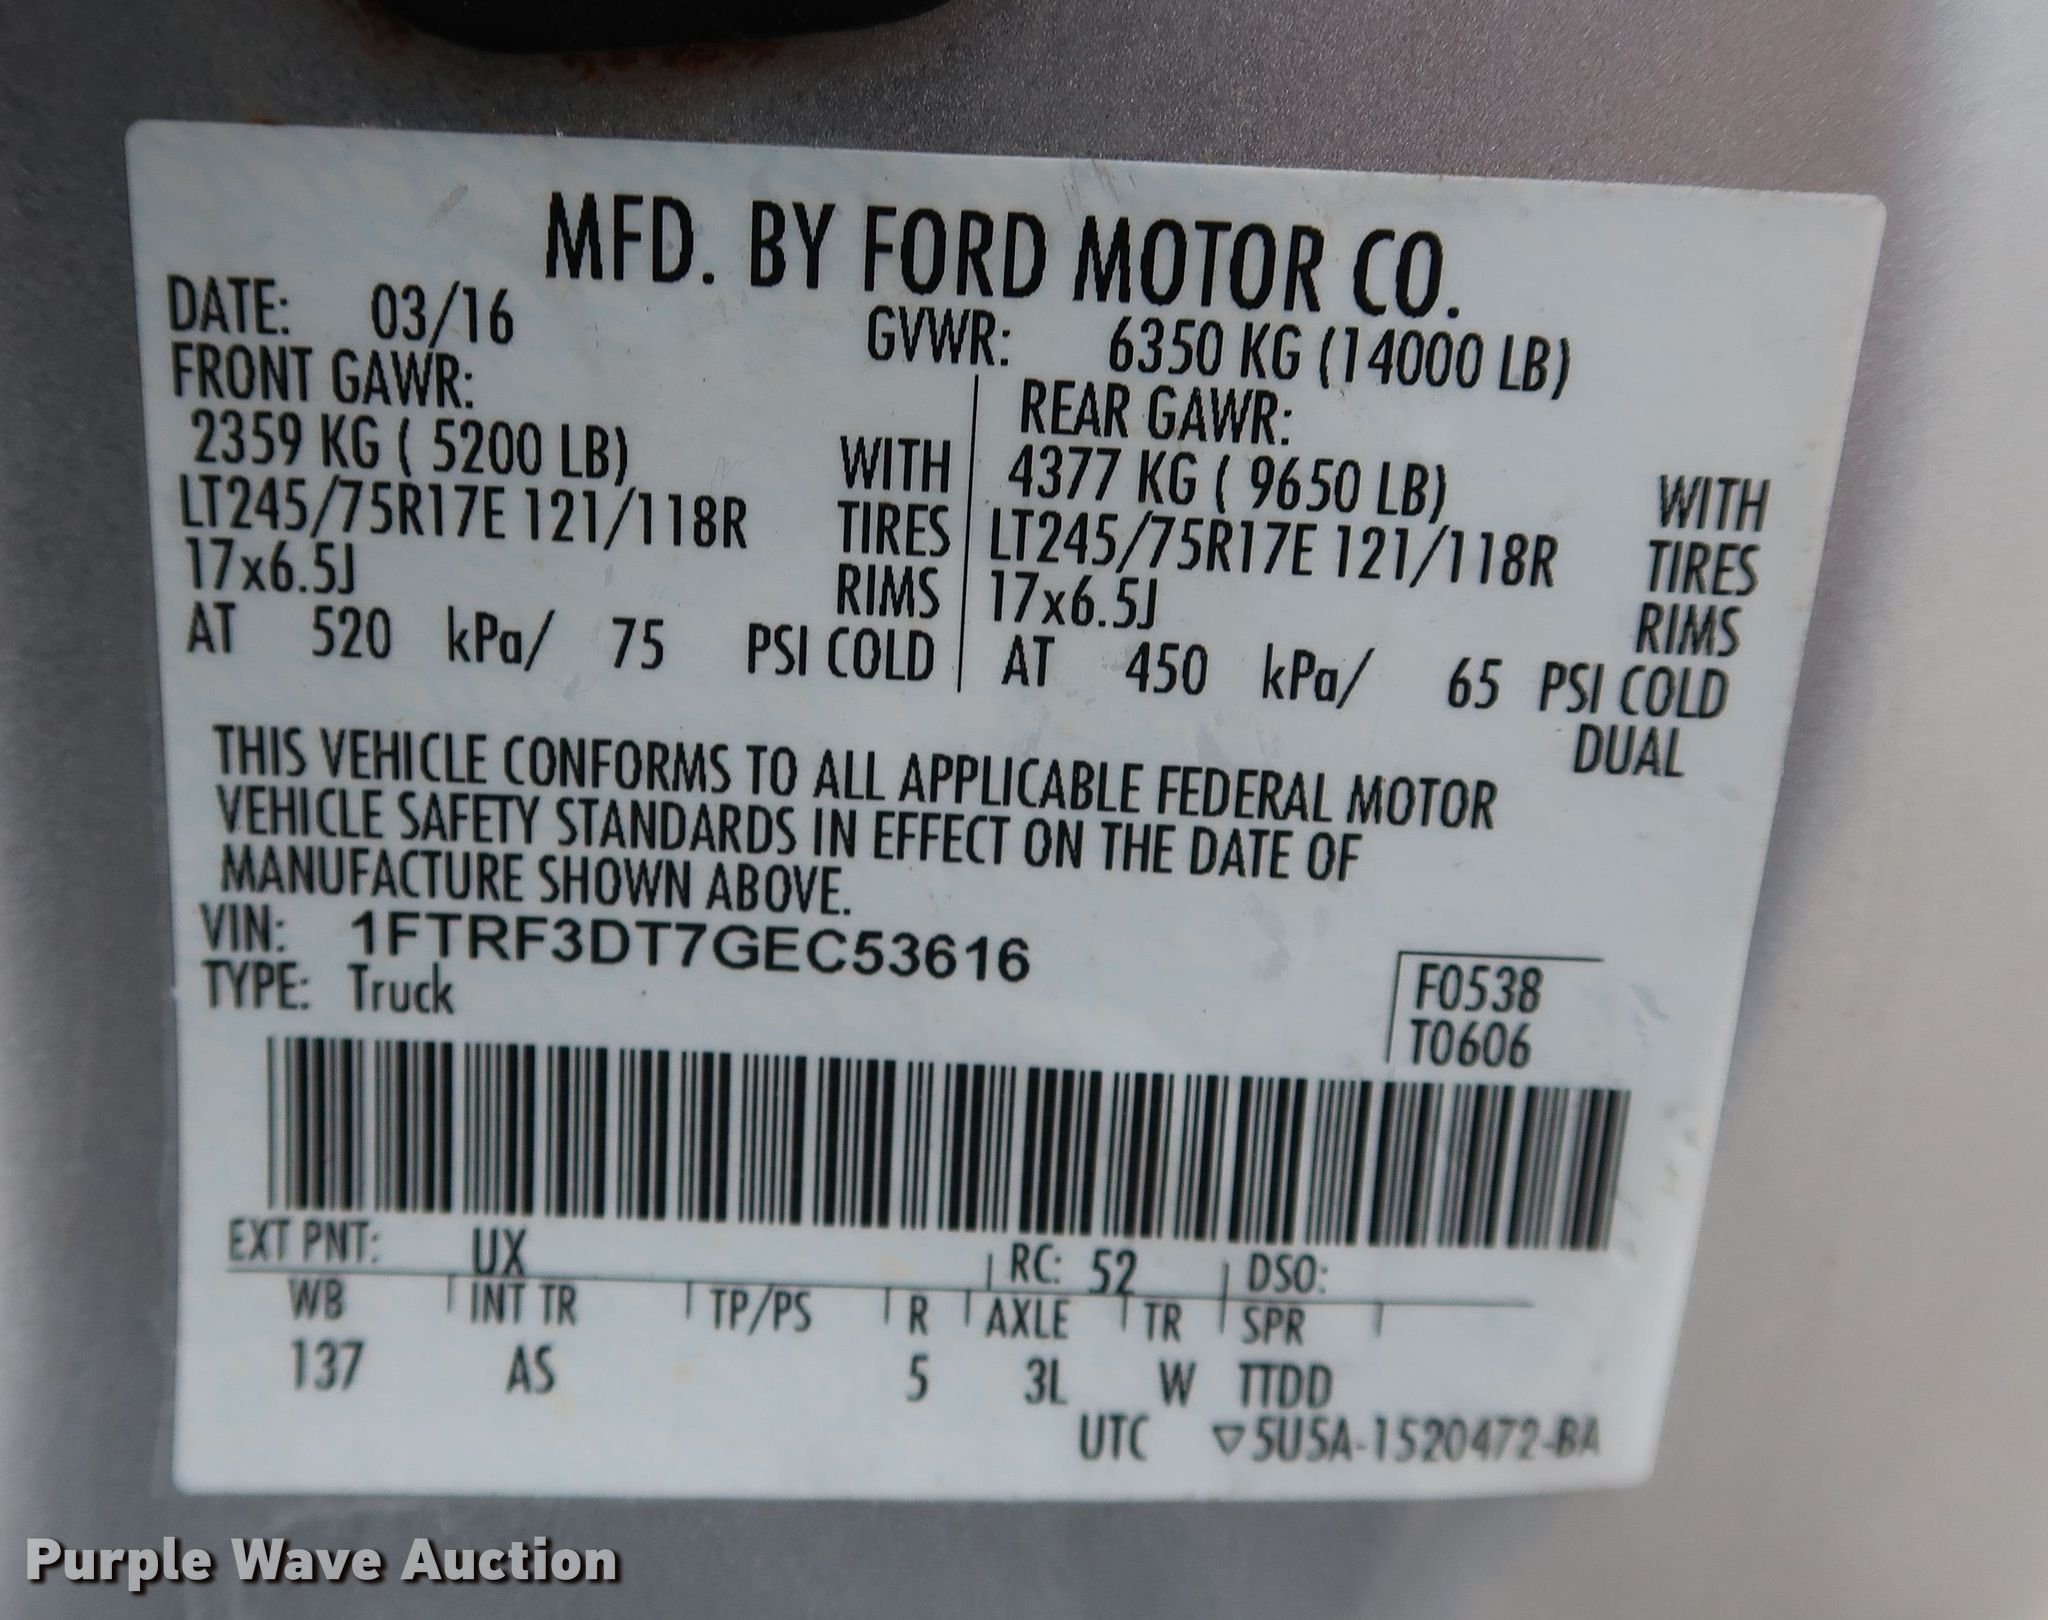 MFD. BY FORD MOTOR CO.
DATE: 03/16 GVWR: 6350 KG (14000 LB)
FRONT GAWR: REAR GAWR:
2359 KG ( 5200 LB) WITH 4377 KG ( 9650 LB) WITH
LT245/75R17E 121/118R TIRES LT245/75R17E 121/118R TIRES
17x6.5J RIMS 17x6.5J RIMS
AT 520 kPa/ 75 PSI COLD AT 450 kPa/ 65 PSI COLD
DUAL
THIS VEHICLE CONFORMS TO ALL APPLICABLE FEDERAL MOTOR
VEHICLE SAFETY STANDARDS IN EFFECT ON THE DATE OF
MANUFACTURE SHOWN ABOVE.
VIN: 1FTRF3DT7GEC53616
TYPE: Truck
F0538
T0606
EXT PNT: UX RC: 52 DSO:
WB INT TR TP/PS R AXLE TR SPR
137 AS 5 3L W TTDD
UTC ▽5U5A-1520472-BA
Purple Wave Auction